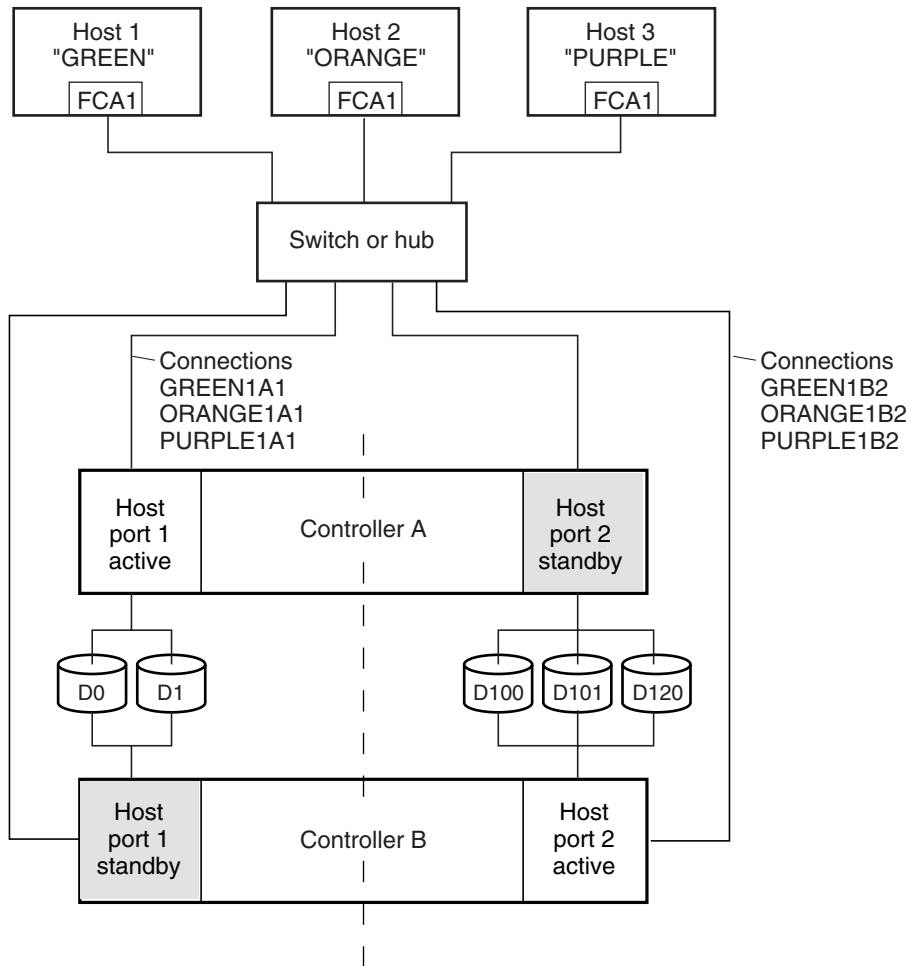 Host 1
"GREEN"
FCA1
Host 2
"ORANGE"
FCA1
Host 3
"PURPLE"
FCA1
Switch or hub
Connections
GREEN1A1
ORANGE1A1
PURPLE1A1
Connections
GREEN1B2
ORANGE1B2
PURPLE1B2
Host
port 1
active
Controller A
Host
port 2
standby
D0
D1
D100
D101
D120
Host
port 1
standby
Controller B
Host
port 2
active